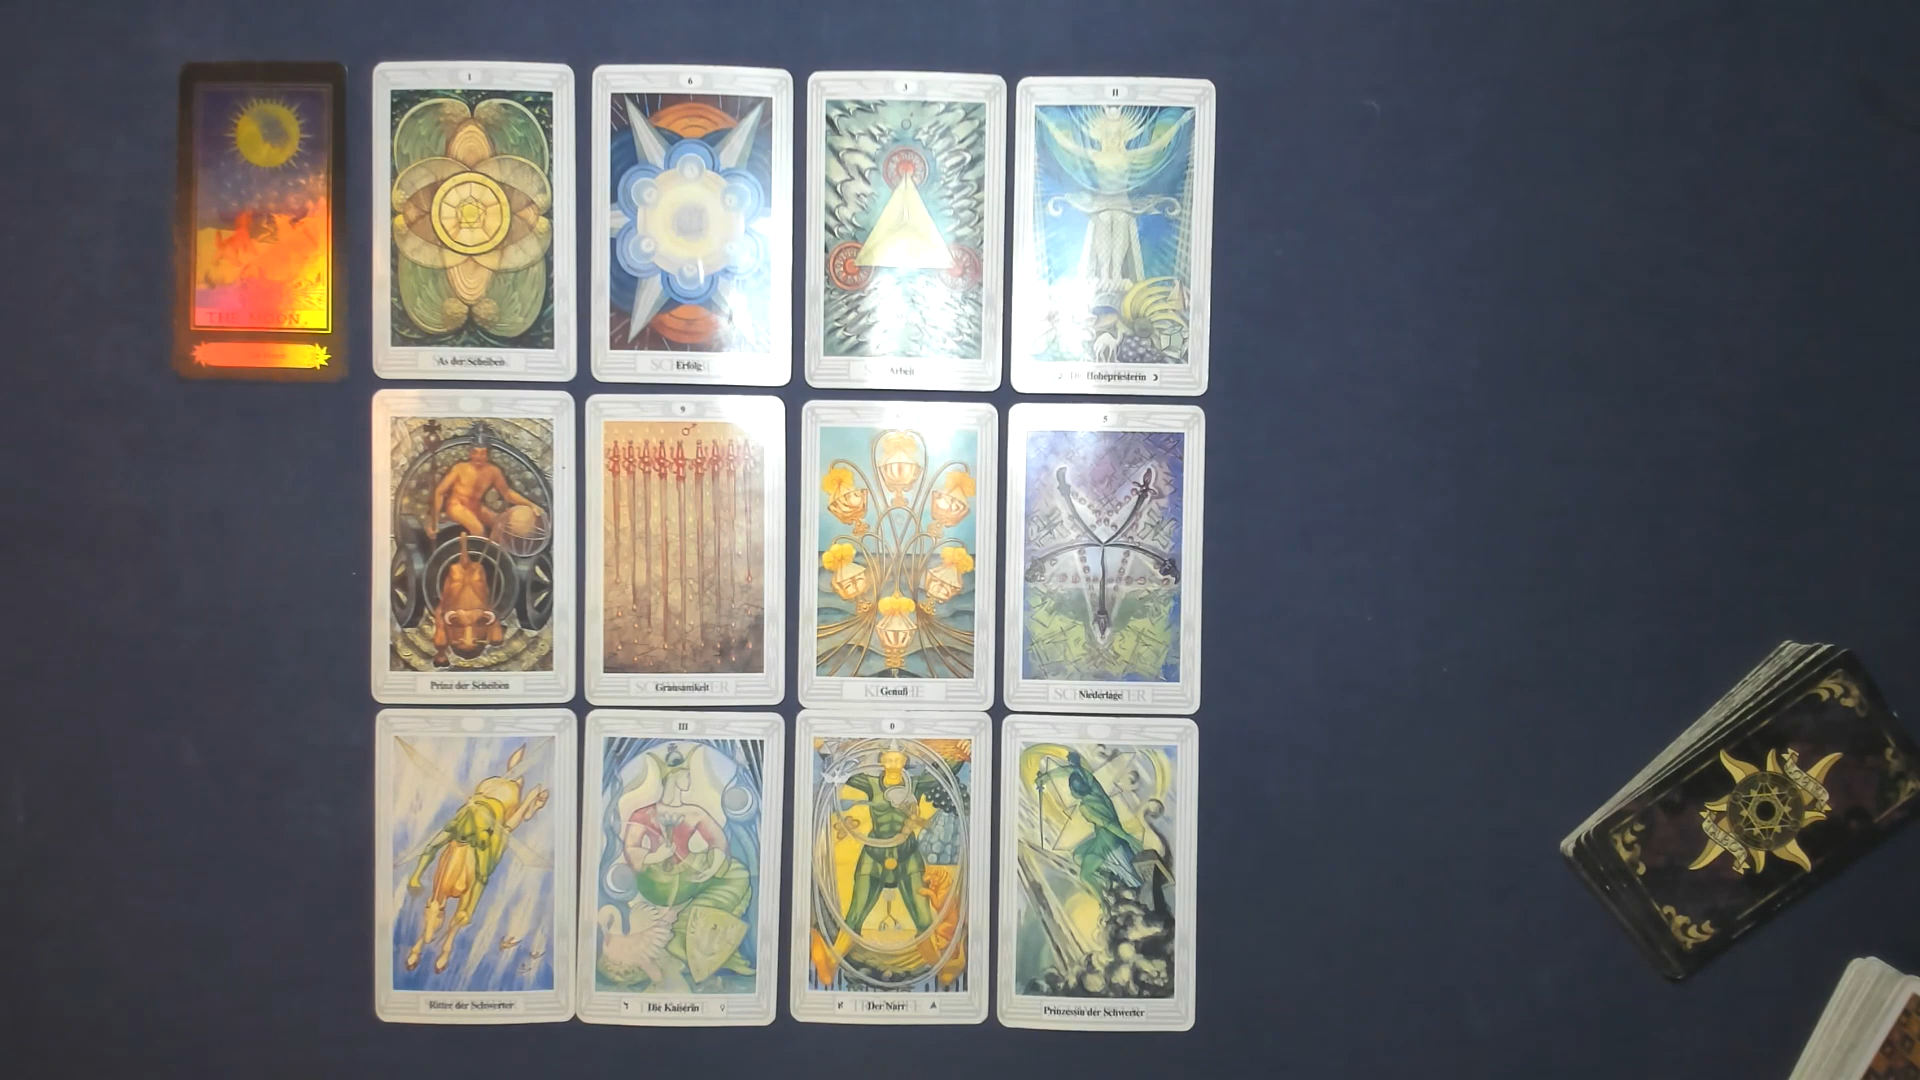 THE MOON.
1
As der Scheiben
6
Erfolg
3
Arbeit
II
Die Hohepriesterin
Prinz der Scheiben
9
Grausamkeit
Genuß
5
Niederlage
Ritter der Schwerter
III
Die Kaiserin
0
Der Narr
Prinzessin der Schwerter